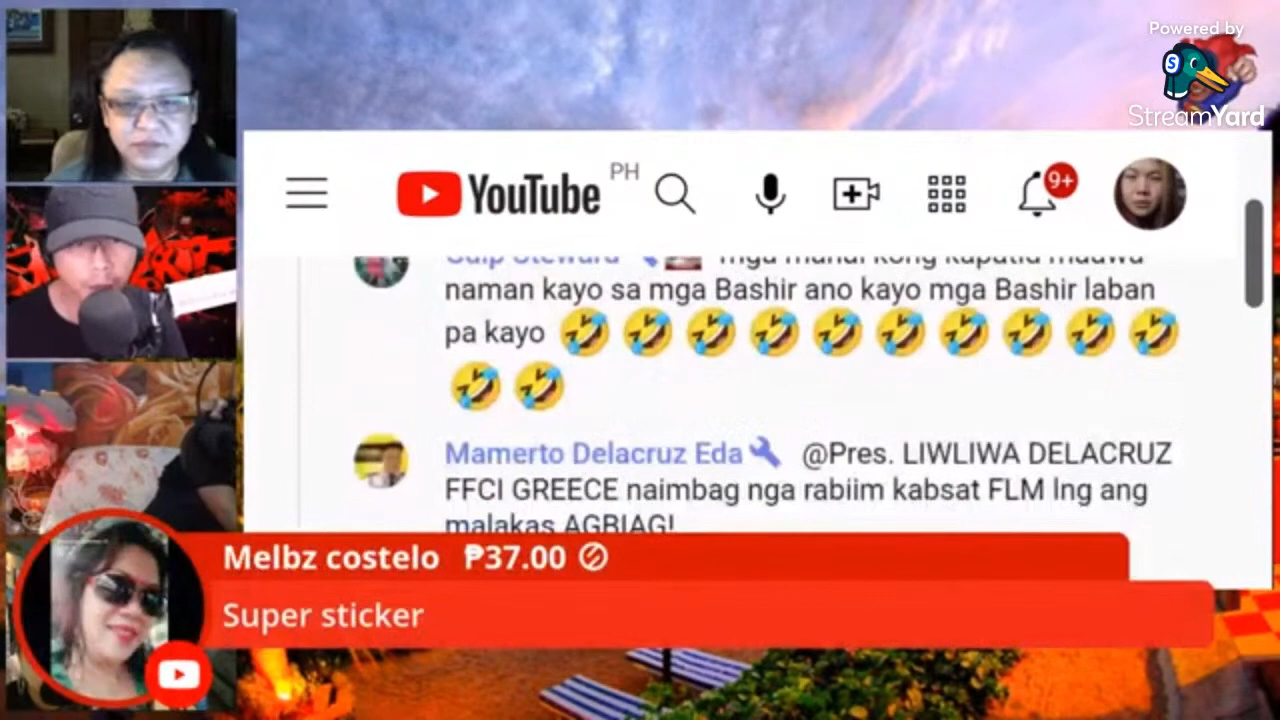 Powered by
StreamYard
YouTube PH
9+
naman kayo sa mga Bashir ano kayo mga Bashir laban
pa kayo 🤣🤣🤣🤣🤣🤣🤣🤣🤣🤣
🤣🤣
Mamerto Delacruz Eda @Pres. LIWLIWA DELACRUZ
FFCI GREECE naimbag nga rabiim kabsat FLM lng ang
malakas AGBIAG!
Melbz costelo ₱37.00
Super sticker